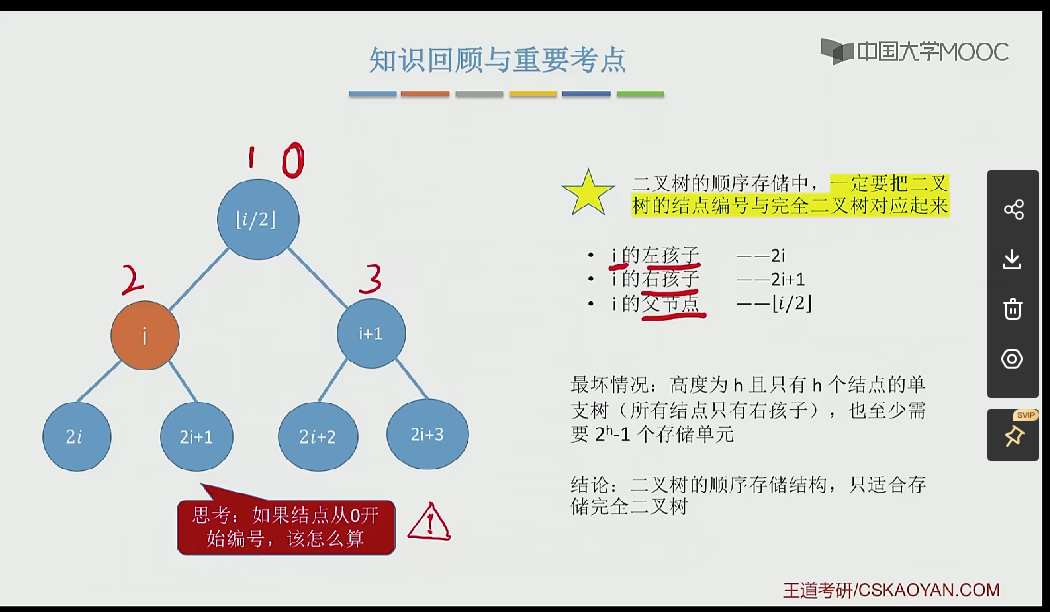 知识回顾与重要考点
中国大学MOOC
1 0
⌊i/2⌋
2
3
i
i+1
2i
2i+1
2i+2
2i+3
思考：如果结点从0开
始编号，该怎么算
!
二叉树的顺序存储中，一定要把二叉
树的结点编号与完全二叉树对应起来
• i 的左孩子 ——2i
• i 的右孩子 ——2i+1
• i 的父节点 ——⌊i/2⌋
最坏情况：高度为 h 且只有 h 个结点的单
支树（所有结点只有右孩子），也至少需
要 2ʰ-1 个存储单元
结论：二叉树的顺序存储结构，只适合存
储完全二叉树
SVIP
王道考研/CSKAOYAN.COM